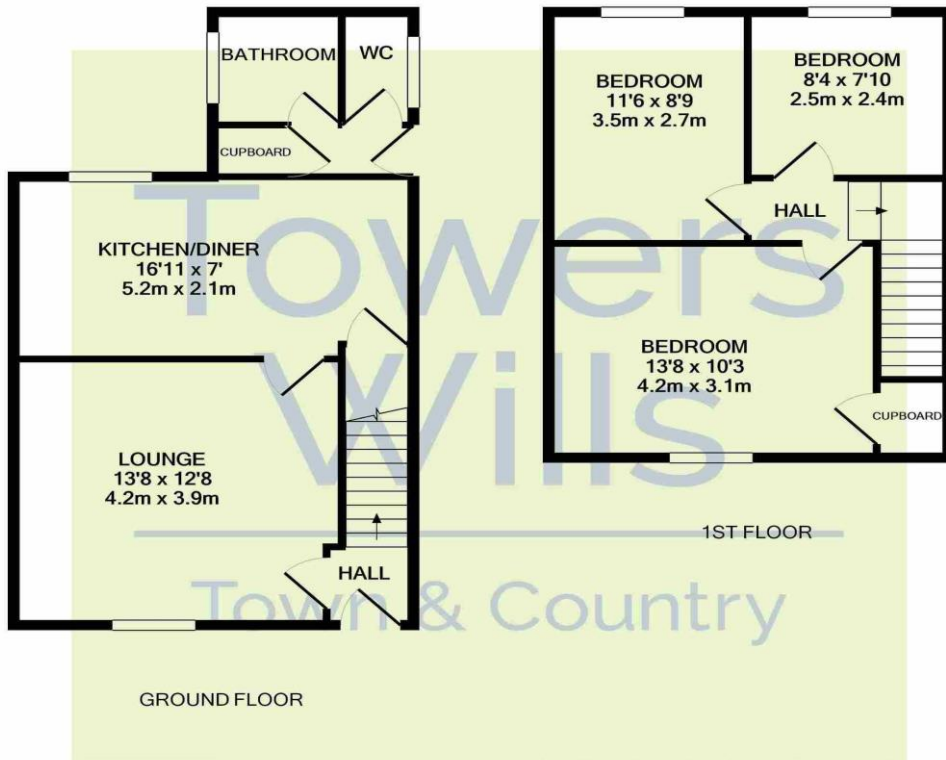 BATHROOM
WC
CUPBOARD
KITCHEN/DINER
16'11 x 7'
5.2m x 2.1m
LOUNGE
13'8 x 12'8
4.2m x 3.9m
HALL
GROUND FLOOR
BEDROOM
11'6 x 8'9
3.5m x 2.7m
BEDROOM
8'4 x 7'10
2.5m x 2.4m
HALL
BEDROOM
13'8 x 10'3
4.2m x 3.1m
CUPBOARD
1ST FLOOR
Towers
Wills
Town & Country